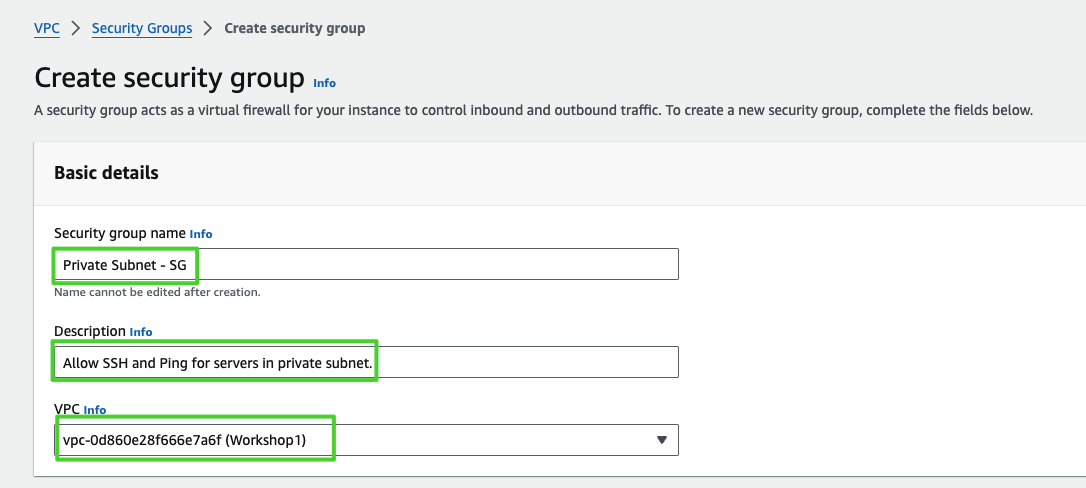 VPC > Security Groups > Create security group
Create security group Info
A security group acts as a virtual firewall for your instance to control inbound and outbound traffic. To create a new security group, complete the fields below.
Basic details
Security group name Info
Private Subnet - SG
Name cannot be edited after creation.
Description Info
Allow SSH and Ping for servers in private subnet.
VPC Info
vpc-0d860e28f666e7a6f (Workshop1)